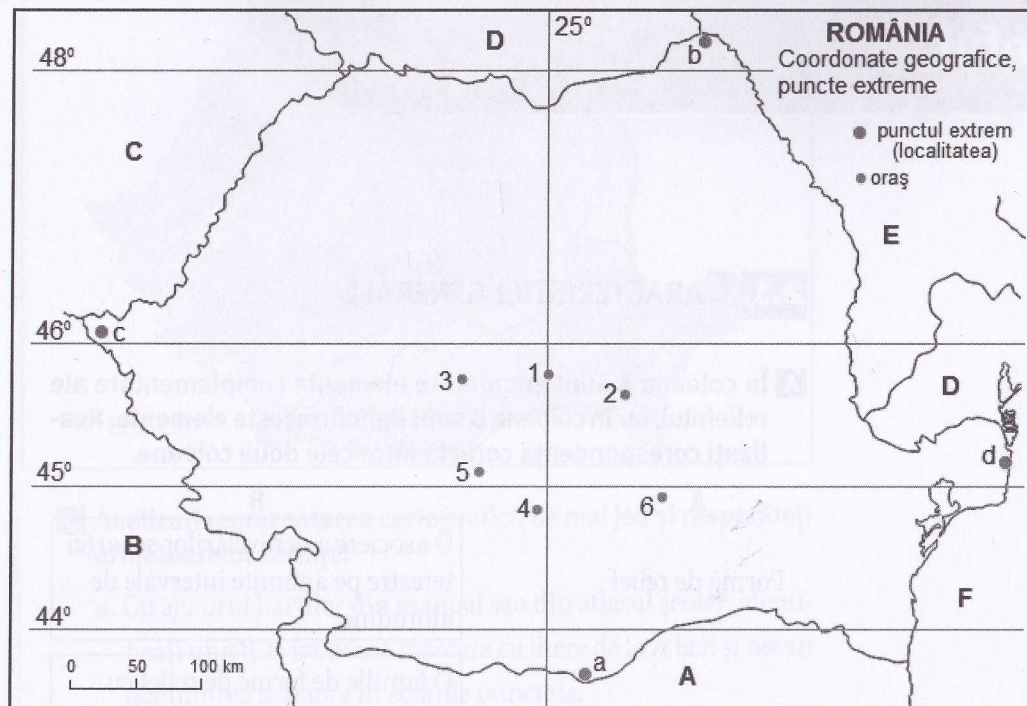 D
25°
ROMÂNIA
Coordonate geografice,
puncte extreme
b
48°
punctul extrem
(localitatea)
oraş
C
E
46°
c
3
1
2
D
5
d
45°
4
6
B
F
44°
0 50 100 km
a
A